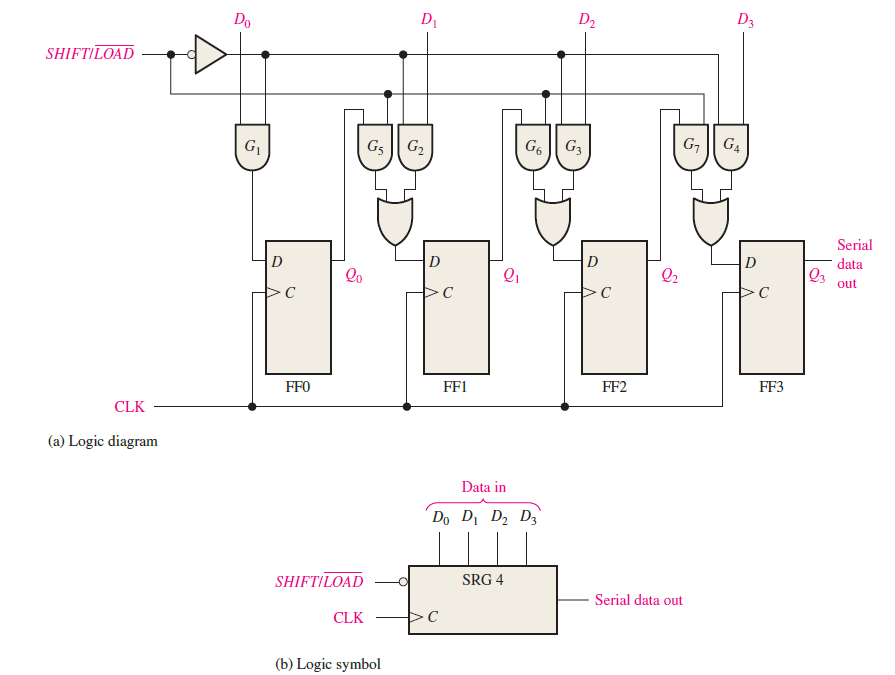 D₀ D₁ D₂ D₃
SHIFT/L̅O̅A̅D̅
G₁ G₅ G₂ G₆ G₃ G₇ G₄
Serial
data
out
D Q₀ D Q₁ D Q₂ D Q₃
C C C C
FF0 FF1 FF2 FF3
CLK
(a) Logic diagram
Data in
D₀ D₁ D₂ D₃
SHIFT/L̅O̅A̅D̅
SRG 4
Serial data out
CLK
C
(b) Logic symbol